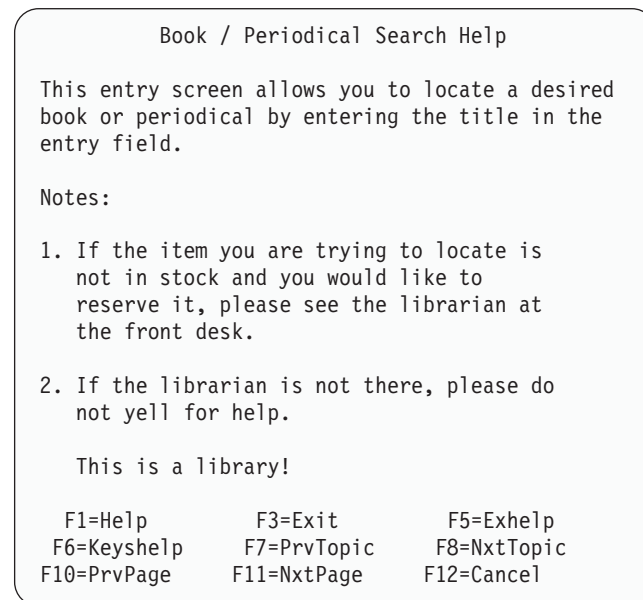 Book / Periodical Search Help
This entry screen allows you to locate a desired
book or periodical by entering the title in the
entry field.
Notes:
1. If the item you are trying to locate is
not in stock and you would like to
reserve it, please see the librarian at
the front desk.
2. If the librarian is not there, please do
not yell for help.
This is a library!
F1=Help F3=Exit F5=Exhelp
F6=Keyshelp F7=PrvTopic F8=NxtTopic
F10=PrvPage F11=NxtPage F12=Cancel